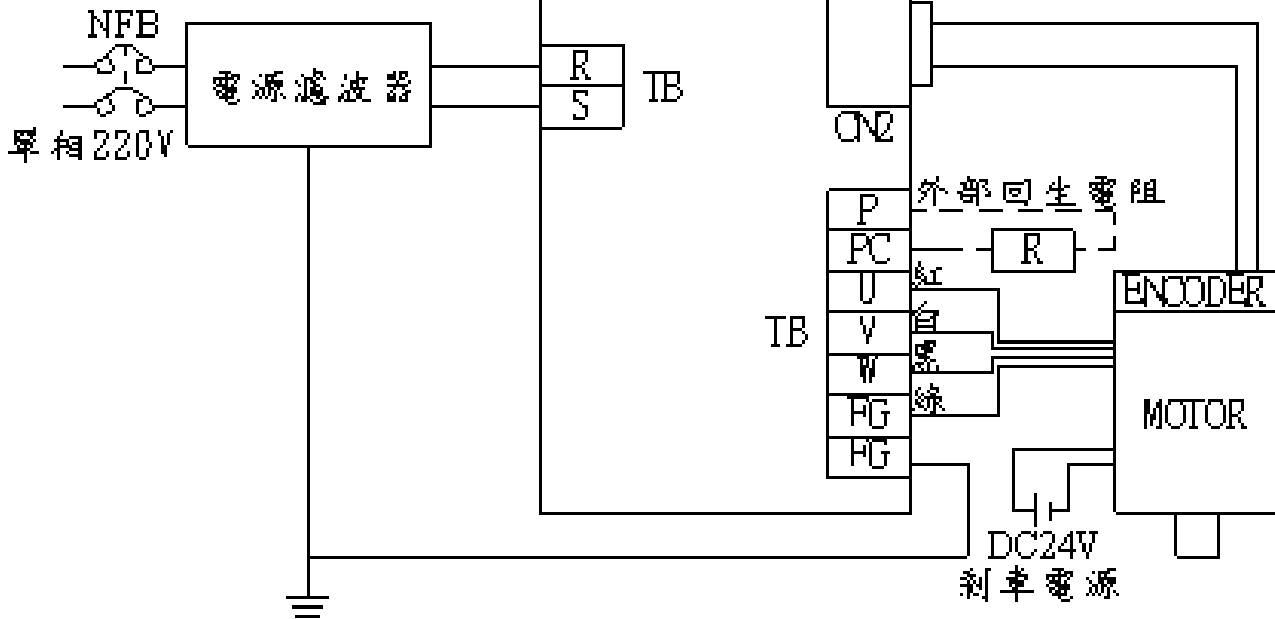 NFB
電源濾波器
R
S
TB
單相220V
CN2
外部回生電阻
P
PC
R
U
紅
V
白
W
黑
FG
綠
FG
TB
ENCODER
MOTOR
DC24V
剎車電源